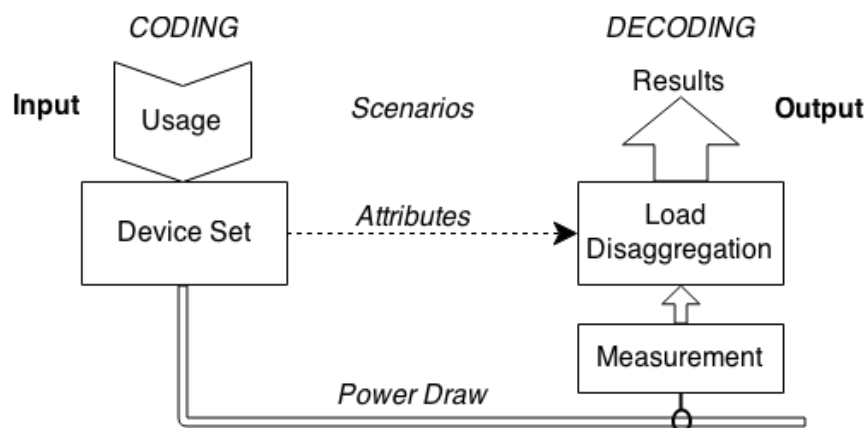 CODING
DECODING
Input
Usage
Scenarios
Results
Output
Device Set
Attributes
Load
Disaggregation
Measurement
Power Draw